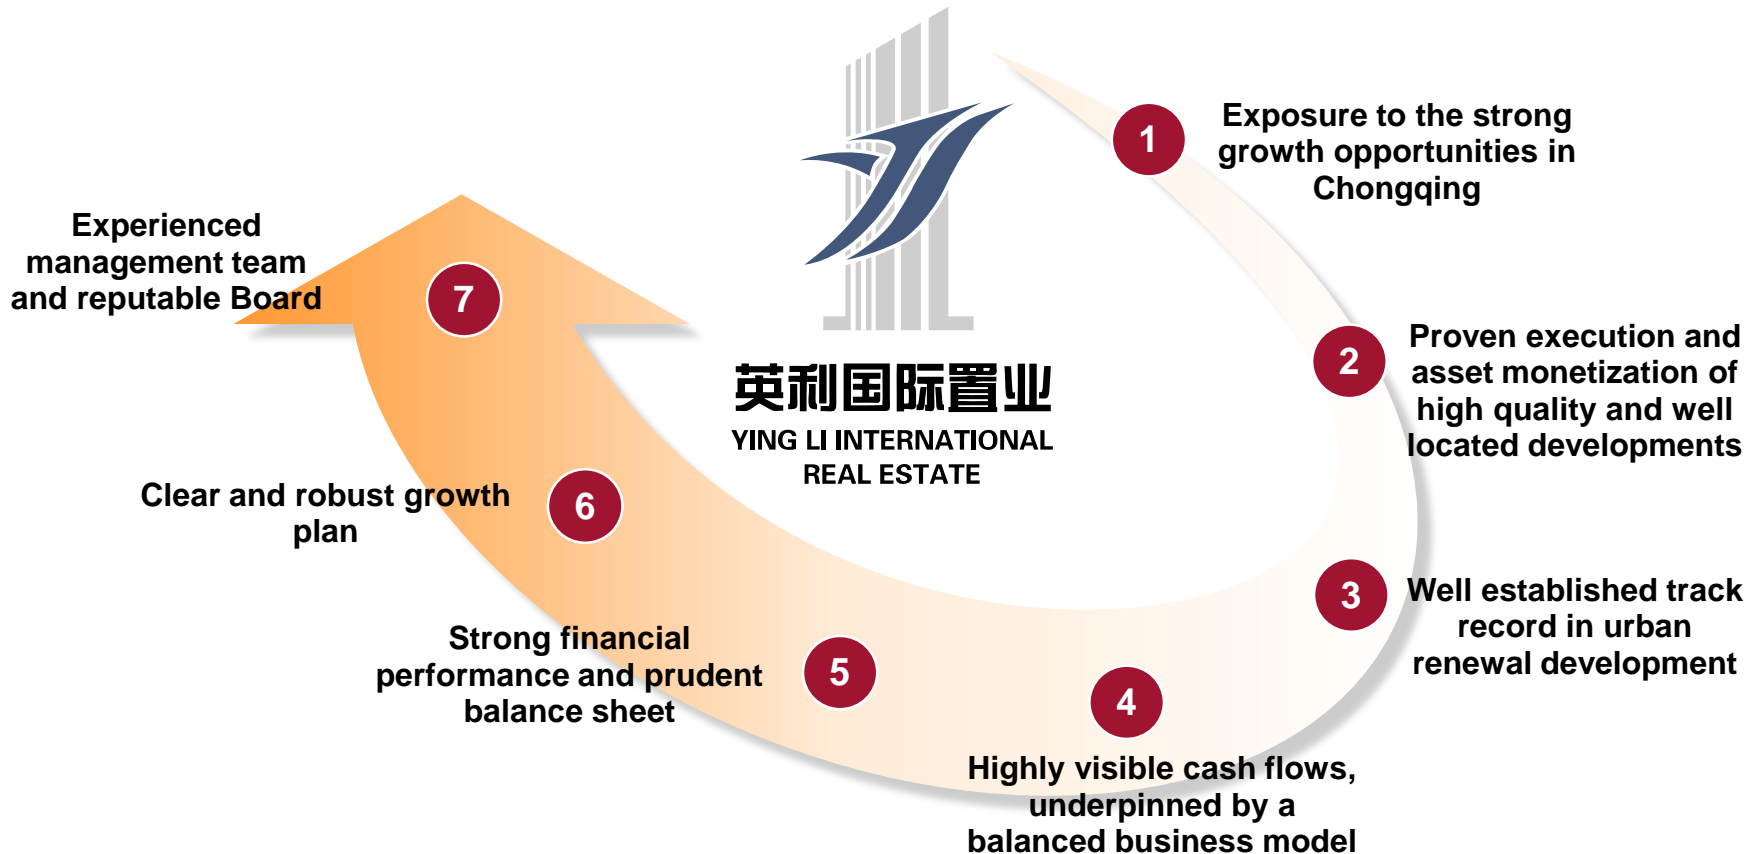 英利国际置业
YING LI INTERNATIONAL
REAL ESTATE
1
Exposure to the strong
growth opportunities in
Chongqing
2
Proven execution and
asset monetization of
high quality and well
located developments
3
Well established track
record in urban
renewal development
4
Highly visible cash flows,
underpinned by a
balanced business model
5
Strong financial
performance and prudent
balance sheet
6
Clear and robust growth
plan
7
Experienced
management team
and reputable Board